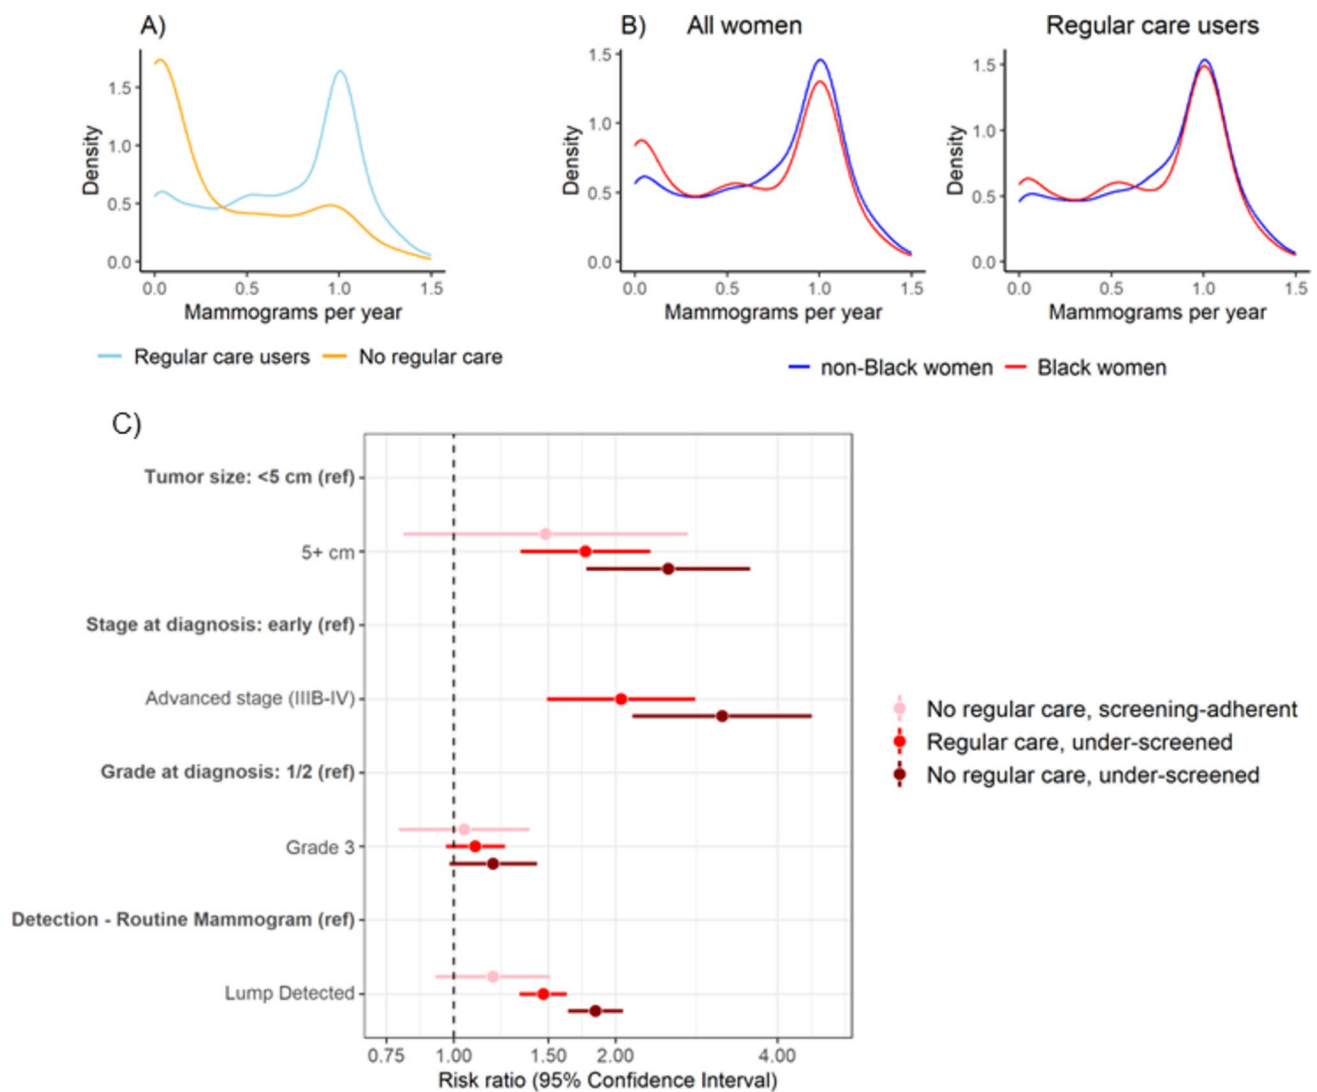 A)
Density
1.5
1.0
0.5
0.0
0.0 0.5 1.0 1.5
Mammograms per year
Regular care users No regular care
B) All women
Density
1.5
1.0
0.5
0.0
0.0 0.5 1.0 1.5
Mammograms per year
Regular care users
Density
1.5
1.0
0.5
0.0
0.0 0.5 1.0 1.5
Mammograms per year
non-Black women Black women
C)
Tumor size: <5 cm (ref)
5+ cm
Stage at diagnosis: early (ref)
Advanced stage (IIIB-IV)
Grade at diagnosis: 1/2 (ref)
Grade 3
Detection - Routine Mammogram (ref)
Lump Detected
0.75 1.00 1.50 2.00 4.00
Risk ratio (95% Confidence Interval)
No regular care, screening-adherent
Regular care, under-screened
No regular care, under-screened